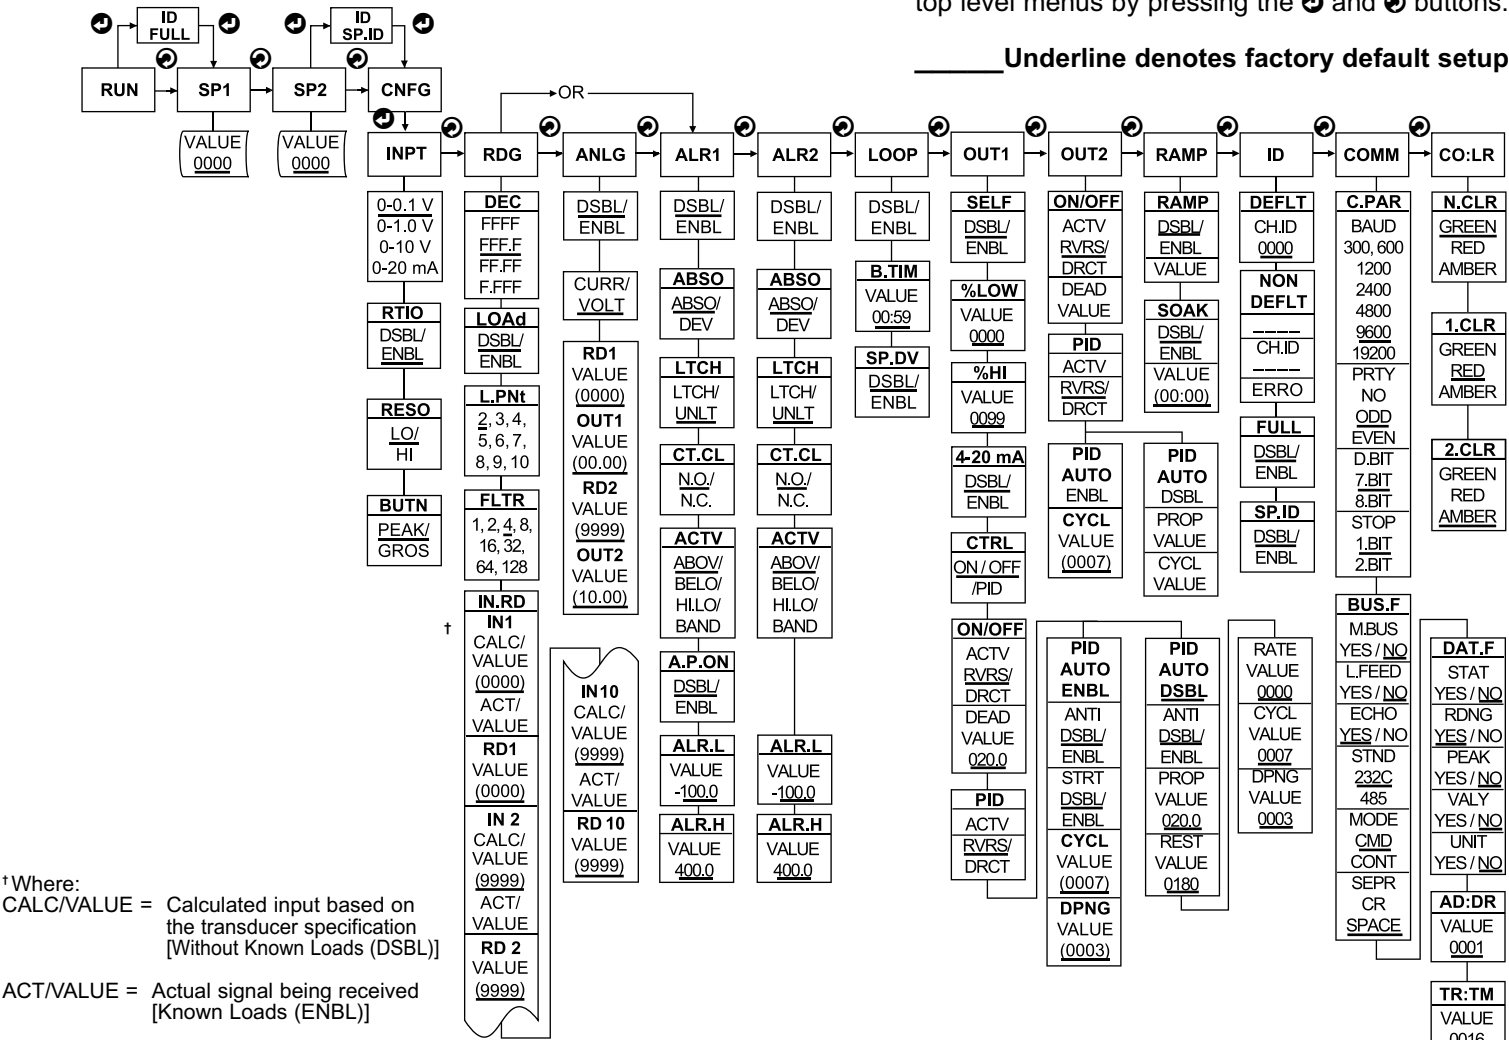 top level menus by pressing the and buttons.
______Underline denotes factory default setup
ID
FULL
ID
SP.ID
RUN
SP1
SP2
CNFG
VALUE
0000
VALUE
0000
OR
INPT
RDG
ANLG
ALR1
ALR2
LOOP
OUT1
OUT2
RAMP
ID
COMM
CO:LR
0-0.1 V
0-1.0 V
0-10 V
0-20 mA
RTIO
DSBL/
ENBL
RESO
LO/
HI
BUTN
PEAK/
GROS
DEC
FFFF
FFF.F
FF.FF
F.FFF
LOAd
DSBL/
ENBL
L.PNt
2, 3, 4,
5, 6, 7,
8, 9, 10
FLTR
1, 2, 4, 8,
16, 32,
64, 128
†
IN.RD
IN1
CALC/
VALUE
(0000)
ACT/
VALUE
RD1
VALUE
(0000)
IN 2
CALC/
VALUE
(9999)
ACT/
VALUE
RD 2
VALUE
(9999)
DSBL/
ENBL
CURR/
VOLT
RD1
VALUE
(0000)
OUT1
VALUE
(00.00)
RD2
VALUE
(9999)
OUT2
VALUE
(10.00)
IN10
CALC/
VALUE
(9999)
ACT/
VALUE
RD 10
VALUE
(9999)
DSBL/
ENBL
ABSO
ABSO/
DEV
LTCH
LTCH/
UNLT
CT.CL
N.O./
N.C.
ACTV
ABOV/
BELO/
HI.LO/
BAND
A.P.ON
DSBL/
ENBL
ALR.L
VALUE
-100.0
ALR.H
VALUE
400.0
DSBL/
ENBL
ABSO
ABSO/
DEV
LTCH
LTCH/
UNLT
CT.CL
N.O./
N.C.
ACTV
ABOV/
BELO/
HI.LO/
BAND
ALR.L
VALUE
-100.0
ALR.H
VALUE
400.0
DSBL/
ENBL
B.TIM
VALUE
00:59
SP.DV
DSBL/
ENBL
SELF
DSBL/
ENBL
%LOW
VALUE
0000
%HI
VALUE
0099
4-20 mA
DSBL/
ENBL
CTRL
ON / OFF
/PID
ON/OFF
ACTV
RVRS/
DRCT
DEAD
VALUE
020.0
PID
ACTV
RVRS/
DRCT
ON/OFF
ACTV
RVRS/
DRCT
DEAD
VALUE
PID
ACTV
RVRS/
DRCT
PID
AUTO
ENBL
CYCL
VALUE
(0007)
PID
AUTO
ENBL
ANTI
DSBL/
ENBL
STRT
DSBL/
ENBL
CYCL
VALUE
(0007)
DPNG
VALUE
(0003)
RAMP
DSBL/
ENBL
VALUE
SOAK
DSBL/
ENBL
VALUE
(00:00)
PID
AUTO
DSBL
PROP
VALUE
CYCL
VALUE
PID
AUTO
DSBL
ANTI
DSBL/
ENBL
PROP
VALUE
020.0
REST
VALUE
0180
DEFLT
CH.ID
0000
NON
DEFLT
_ _ _ _
CH.ID
_ _ _ _
ERRO
FULL
DSBL/
ENBL
SP.ID
DSBL/
ENBL
RATE
VALUE
0000
CYCL
VALUE
0007
DPNG
VALUE
0003
C.PAR
BAUD
300, 600
1200
2400
4800
9600
19200
PRTY
NO
ODD
EVEN
D.BIT
7.BIT
8.BIT
STOP
1.BIT
2.BIT
BUS.F
M.BUS
YES / NO
L.FEED
YES / NO
ECHO
YES / NO
STND
232C
485
MODE
CMD
CONT
SEPR
CR
SPACE
N.CLR
GREEN
RED
AMBER
1.CLR
GREEN
RED
AMBER
2.CLR
GREEN
RED
AMBER
DAT.F
STAT
YES / NO
RDNG
YES / NO
PEAK
YES / NO
VALY
YES / NO
UNIT
YES / NO
AD:DR
VALUE
0001
TR:TM
VALUE
0016
†Where:
CALC/VALUE = Calculated input based on
the transducer specification
[Without Known Loads (DSBL)]
ACT/VALUE = Actual signal being received
[Known Loads (ENBL)]